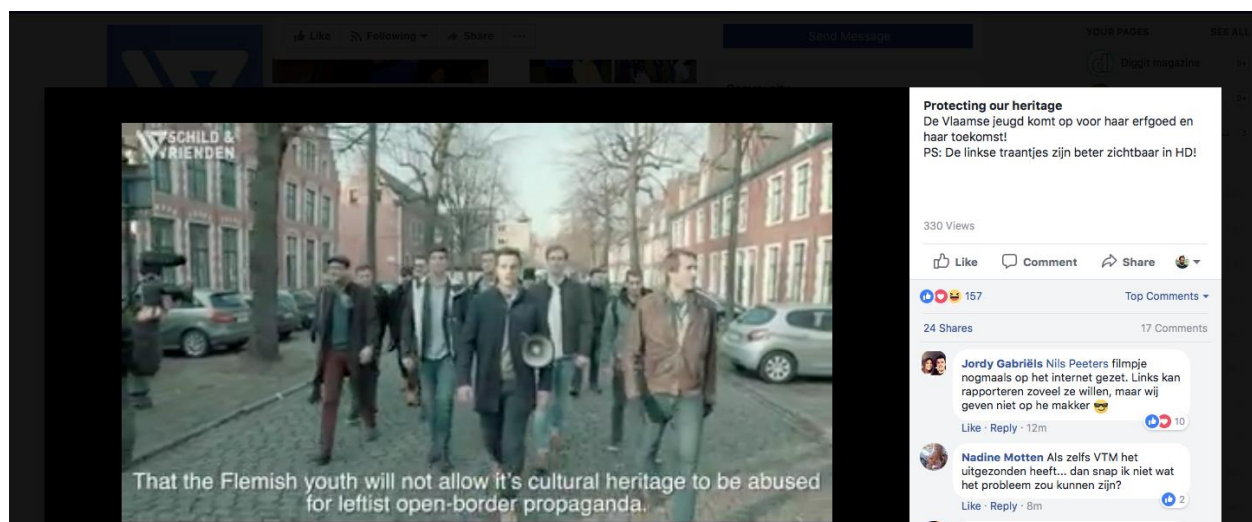 Like
Following
Share
Send Message
YOUR PAGES
SEE ALL
Diggit magazine
SCHILD &
VRIENDEN
That the Flemish youth will not allow it's cultural heritage to be abused
for leftist open-border propaganda.
Protecting our heritage
De Vlaamse jeugd komt op voor haar erfgoed en
haar toekomst!
PS: De linkse traantjes zijn beter zichtbaar in HD!
330 Views
Like
Comment
Share
157
Top Comments
24 Shares
17 Comments
Jordy Gabriëls Nils Peeters filmpje
nogmaals op het internet gezet. Links kan
rapporteren zoveel ze willen, maar wij
geven niet op he makker
10
Like · Reply · 12m
Nadine Motten Als zelfs VTM het
uitgezonden heeft... dan snap ik niet wat
het probleem zou kunnen zijn?
2
Like · Reply · 8m